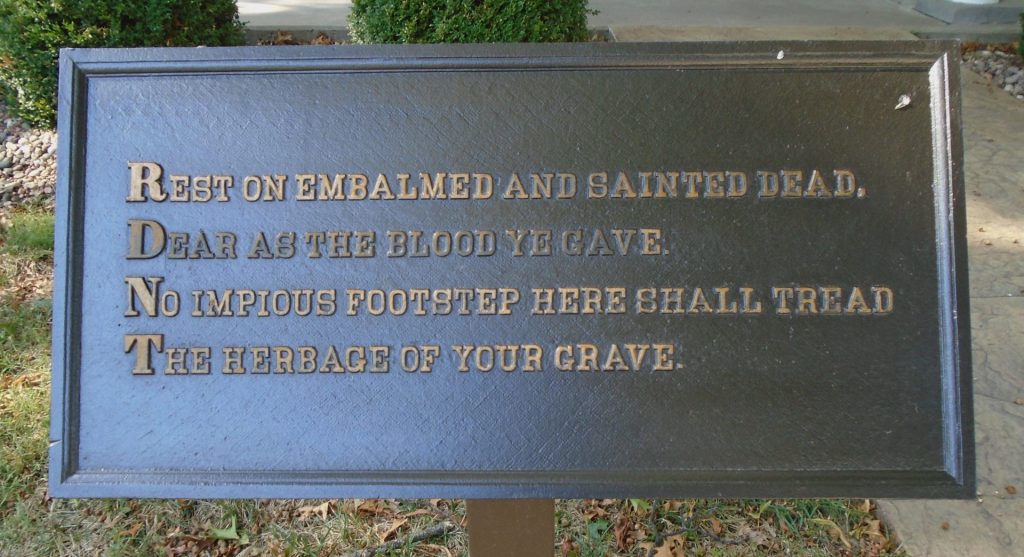 Rest on embalmed and sainted dead,
Dear as the blood ye gave.
No impious footstep here shall tread
The herbage of your grave.